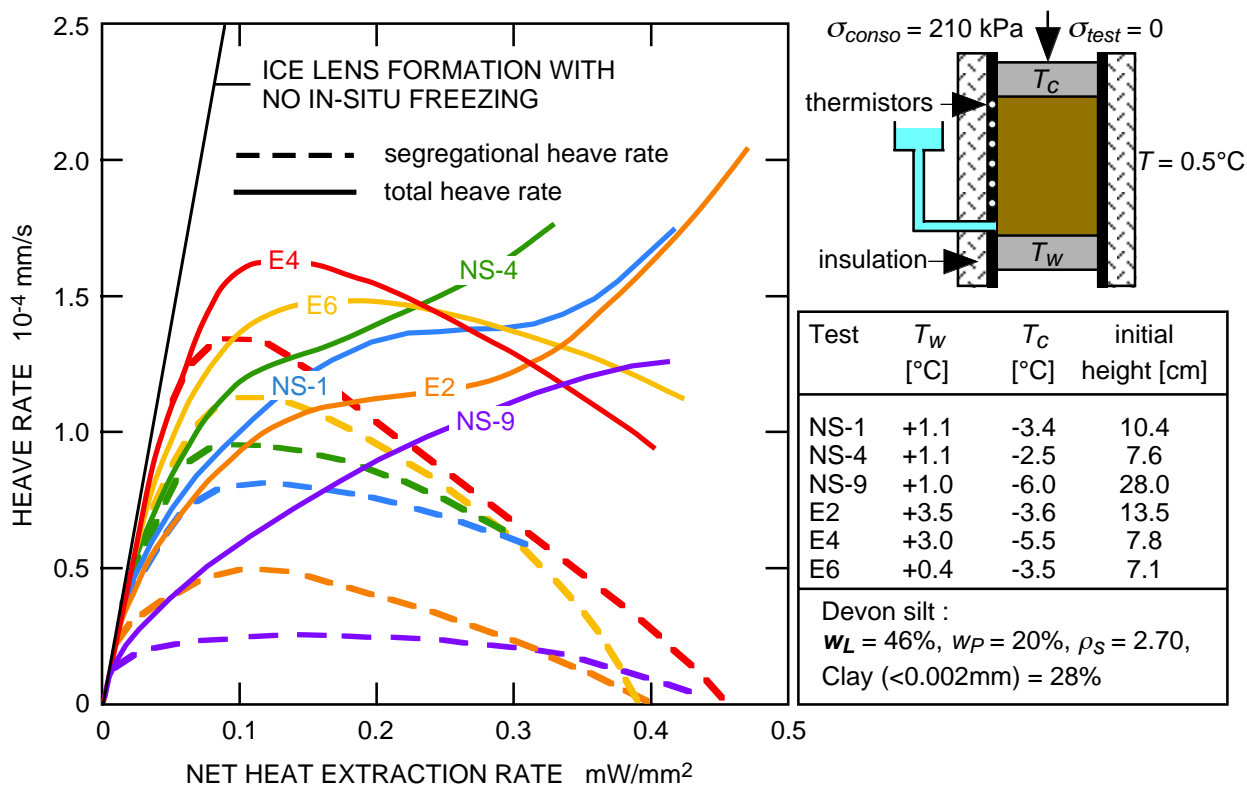 2.5
2.0
1.5
1.0
0.5
0
HEAVE RATE 10-4 mm/s
ICE LENS FORMATION WITH
NO IN-SITU FREEZING
segregational heave rate
total heave rate
E4
E6
NS-4
NS-1
E2
NS-9
0
0.1
0.2
0.3
0.4
0.5
NET HEAT EXTRACTION RATE mW/mm2
σconso = 210 kPa
σtest = 0
Tc
thermistors
T = 0.5°C
insulation
Tw
Test Tw Tc initial
[°C] [°C] height [cm]
NS-1 +1.1 -3.4 10.4
NS-4 +1.1 -2.5 7.6
NS-9 +1.0 -6.0 28.0
E2 +3.5 -3.6 13.5
E4 +3.0 -5.5 7.8
E6 +0.4 -3.5 7.1
Devon silt :
wL = 46%, wP = 20%, ρS = 2.70,
Clay (<0.002mm) = 28%